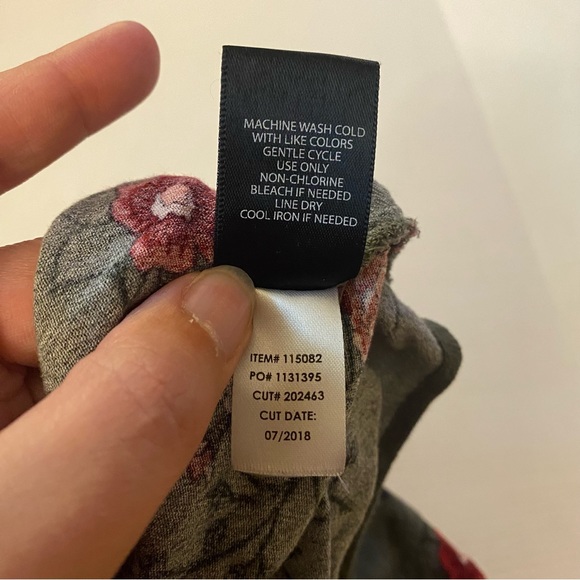 MACHINE WASH COLD
WITH LIKE COLORS
GENTLE CYCLE
USE ONLY
NON-CHLORINE
BLEACH IF NEEDED
LINE DRY
COOL IRON IF NEEDED
ITEM# 115082
PO# 1131395
CUT# 202463
CUT DATE:
07/2018